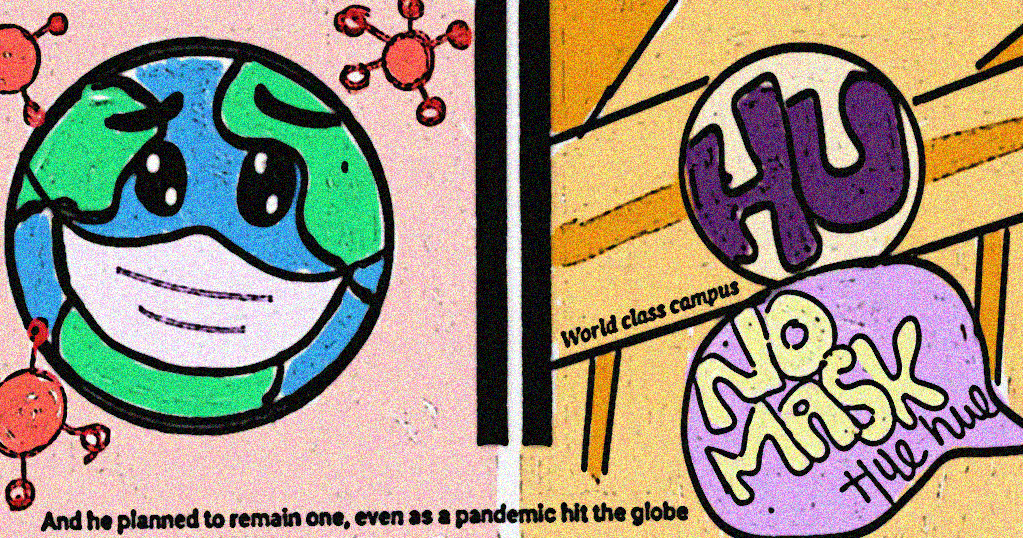 HU
World class campus
NO
MASK
Hue hue
And he planned to remain one, even as a pandemic hit the globe